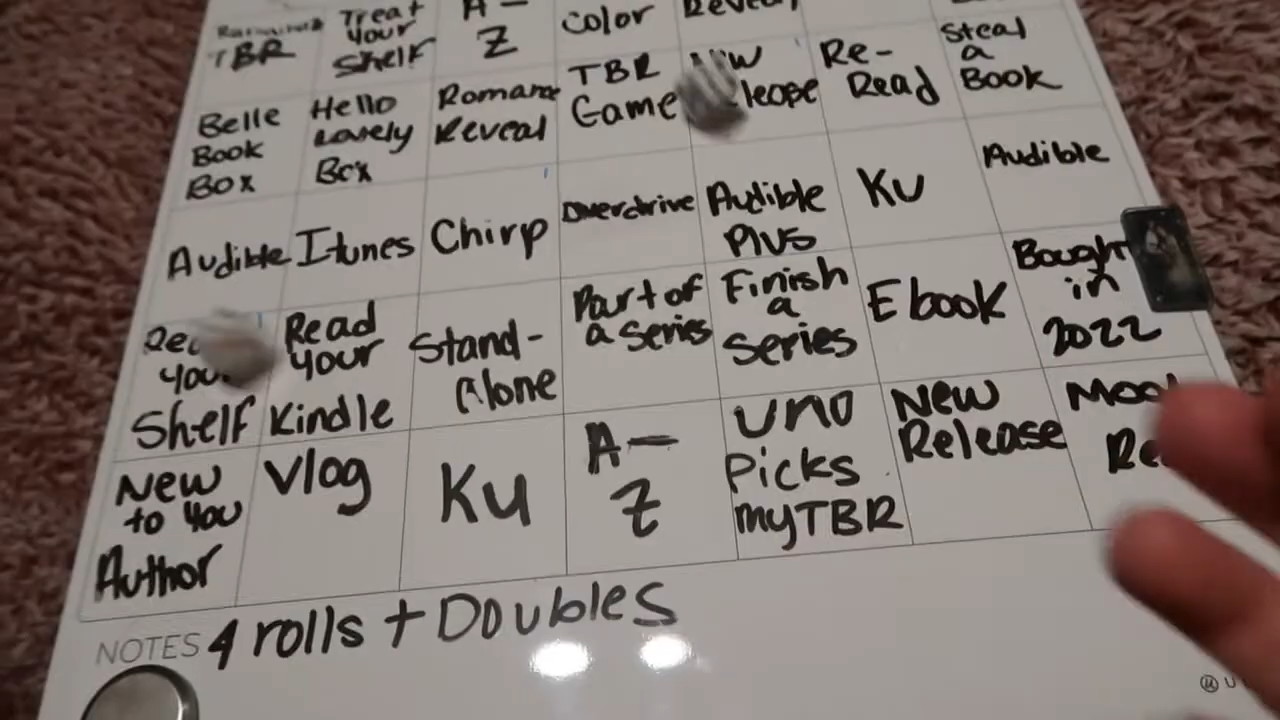 TBR
Treat
your
Shelf
A-
Z
Color
Reveal
Belle
Book
Box
Hello
Lovely
Box
Romance
Reveal
TBR
Game
Re-
Read
Steal
a
Book
Audible
Itunes
Chirp
Overdrive
Audible
Plus
Ku
Audible
Shelf
Read
your
Kindle
Stand-
Alone
Part of
a series
Finish
a
series
Ebook
Bought
in
2022
New
to you
Author
Vlog
Ku
A-
Z
uno
Picks
myTBR
New
Release
NOTES 4 rolls + Doubles